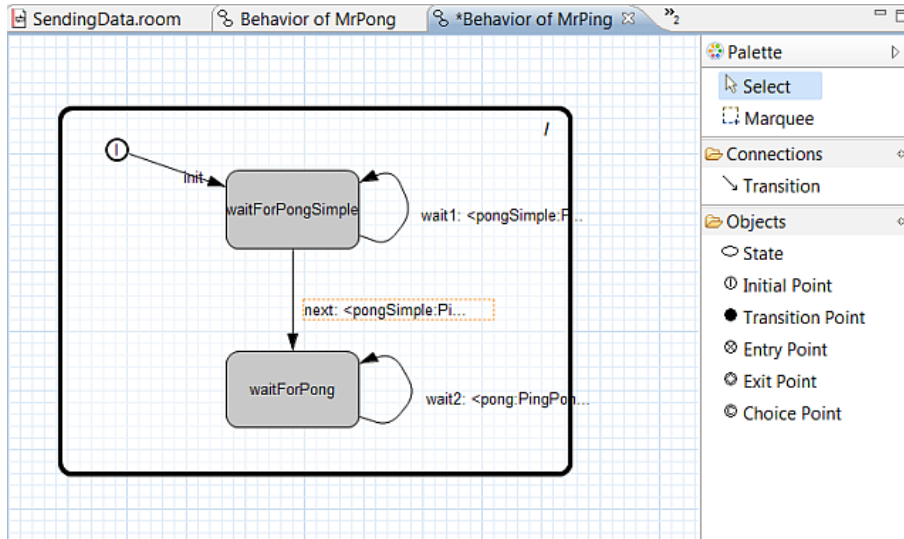 SendingData.room
Behavior of MrPong
*Behavior of MrPing
»2
Palette
Select
Marquee
Connections
Transition
Objects
State
Initial Point
Transition Point
Entry Point
Exit Point
Choice Point
/
I
init
waitForPongSimple
wait1: <pongSimple:P...
next: <pongSimple:Pi...
waitForPong
wait2: <pong:PingPon...